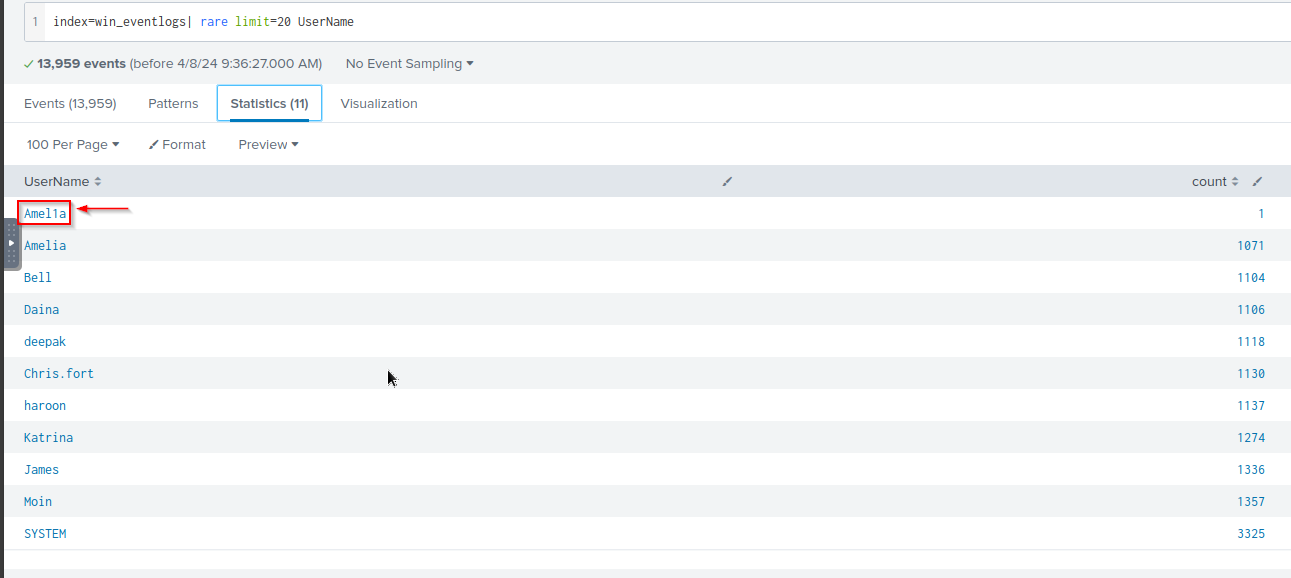 1 index=win_eventlogs| rare limit=20 UserName
13,959 events (before 4/8/24 9:36:27.000 AM) No Event Sampling
Events (13,959) Patterns Statistics (11) Visualization
100 Per Page Format Preview
UserName count
Amel1a 1
Amelia 1071
Bell 1104
Daina 1106
deepak 1118
Chris.fort 1130
haroon 1137
Katrina 1274
James 1336
Moin 1357
SYSTEM 3325